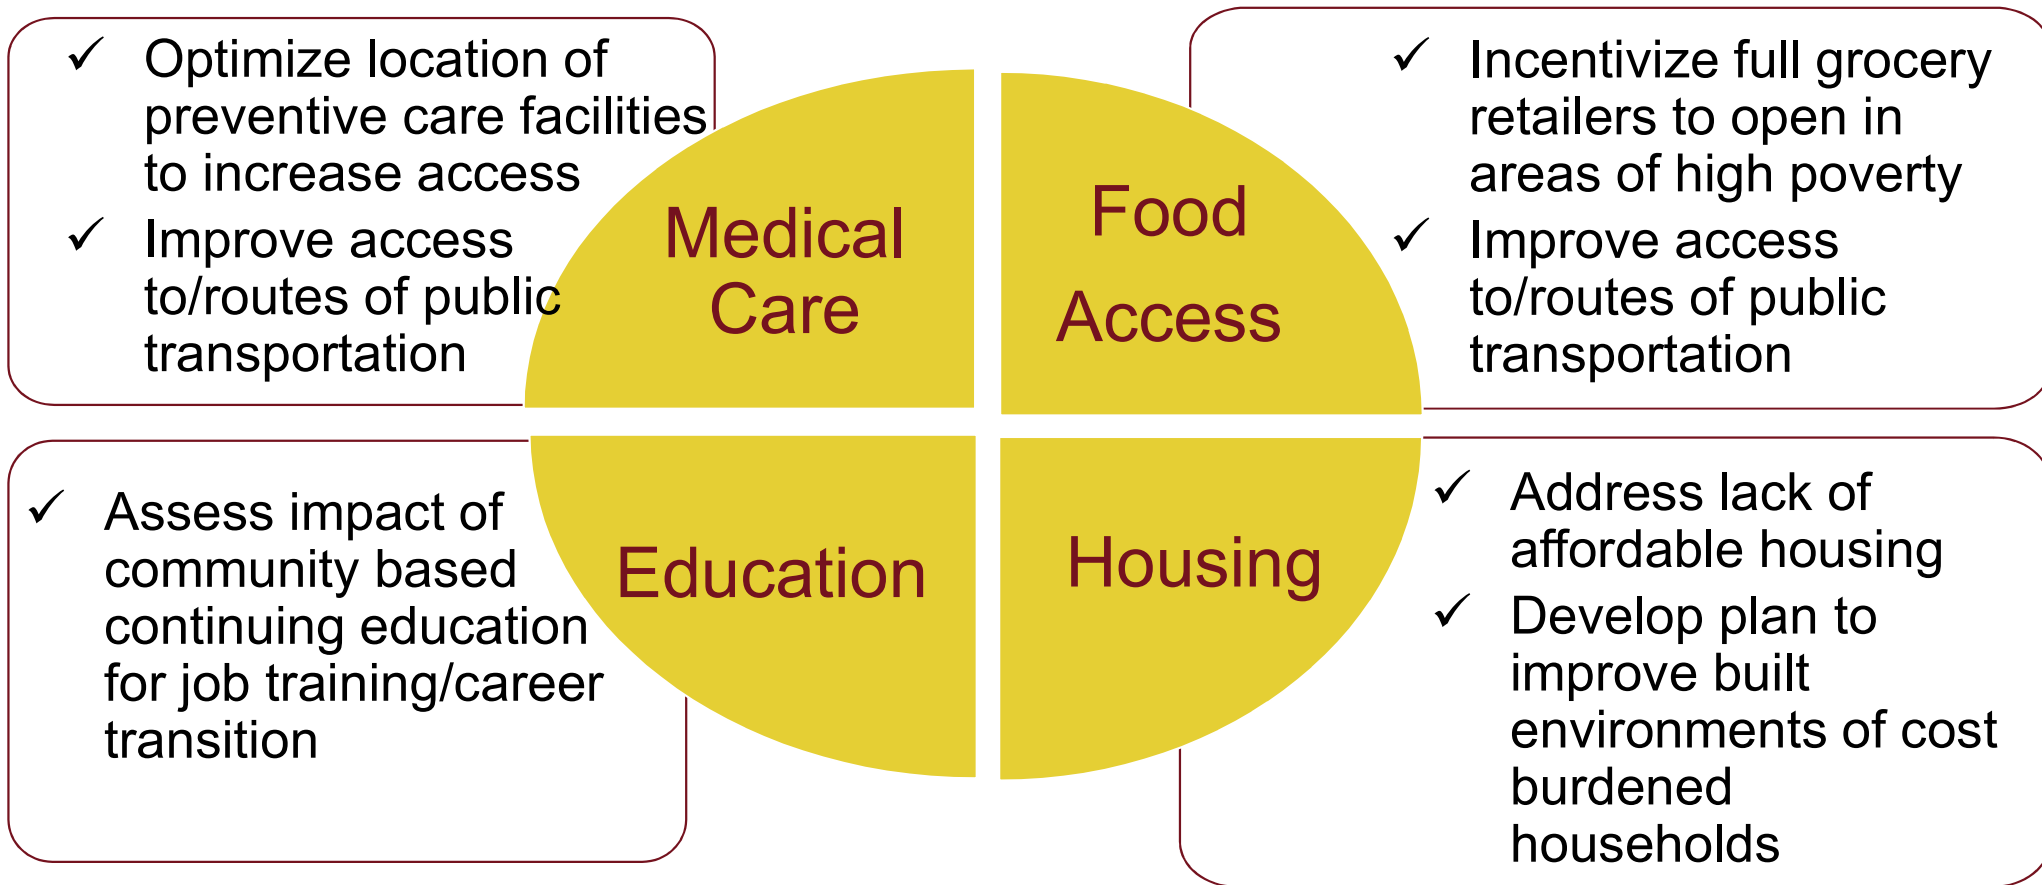 ✓ Optimize location of
preventive care facilities
to increase access
✓ Improve access
to/routes of public
transportation
Medical
Care
Food
Access
✓ Incentivize full grocery
retailers to open in
areas of high poverty
✓ Improve access
to/routes of public
transportation
✓ Assess impact of
community based
continuing education
for job training/career
transition
Education
Housing
✓ Address lack of
affordable housing
✓ Develop plan to
improve built
environments of cost
burdened
households